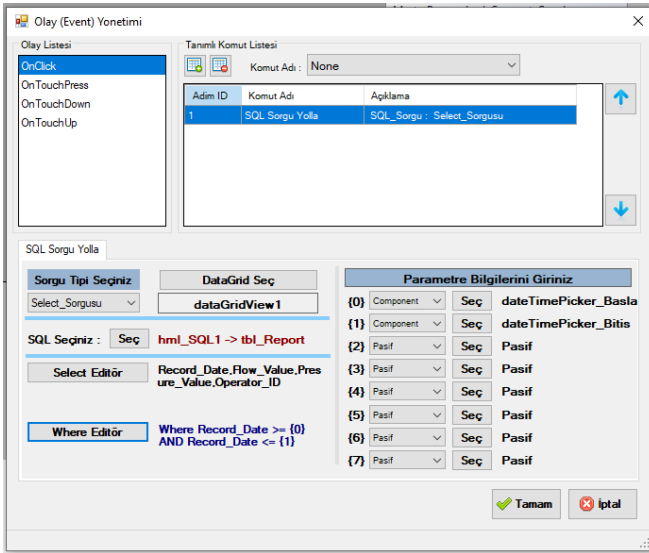 Olay (Event) Yonetimi
Olay Listesi
OnClick
OnTouchPress
OnTouchDown
OnTouchUp
Tanımlı Komut Listesi
Komut Adı : None
Adim ID Komut Adı Açıklama
1 SQL Sorgu Yolla SQL_Sorgu : Select_Sorgusu
SQL Sorgu Yolla
Sorgu Tipi Seçiniz DataGrid Seç
Select_Sorgusu dataGridView1
SQL Seçiniz : Seç hml_SQL1 -> tbl_Report
Select Editör Record_Date,Flow_Value,Pres
ure_Value,Operator_ID
Where Editör Where Record_Date >= {0}
AND Record_Date <= {1}
Parametre Bilgilerini Giriniz
{0} Component Seç dateTimePicker_Basla
{1} Component Seç dateTimePicker_Bitis
{2} Pasif Seç Pasif
{3} Pasif Seç Pasif
{4} Pasif Seç Pasif
{5} Pasif Seç Pasif
{6} Pasif Seç Pasif
{7} Pasif Seç Pasif
Tamam İptal